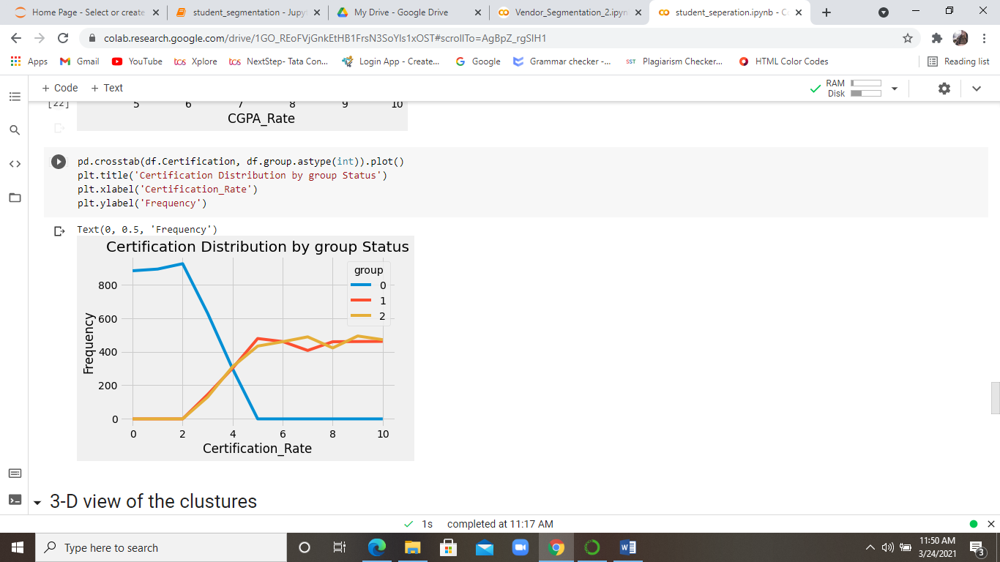 Home Page - Select or create
student_segmentation - Jupy
My Drive - Google Drive
Vendor_Segmentation_2.ipyn
student_seperation.ipynb - C
colab.research.google.com/drive/1GO_REoFVjGnkEtHB1FrsN3SoYls1xOST#scrollTo=AgBpZ_rgSlH1
Apps
Gmail
YouTube
tcs Xplore
tcs NextStep- Tata Con...
Login App - Create...
G Google
Grammar checker -...
SST Plagiarism Checker...
HTML Color Codes
Reading list
+ Code + Text
RAM
Disk
[22]
5 6 7 8 9 10
CGPA_Rate
pd.crosstab(df.Certification, df.group.astype(int)).plot()
plt.title('Certification Distribution by group Status')
plt.xlabel('Certification_Rate')
plt.ylabel('Frequency')
Text(0, 0.5, 'Frequency')
Certification Distribution by group Status
group
0
1
2
800
600
400
200
0
Frequency
0 2 4 6 8 10
Certification_Rate
3-D view of the clustures
1s completed at 11:17 AM
Type here to search
11:50 AM
3/24/2021
3